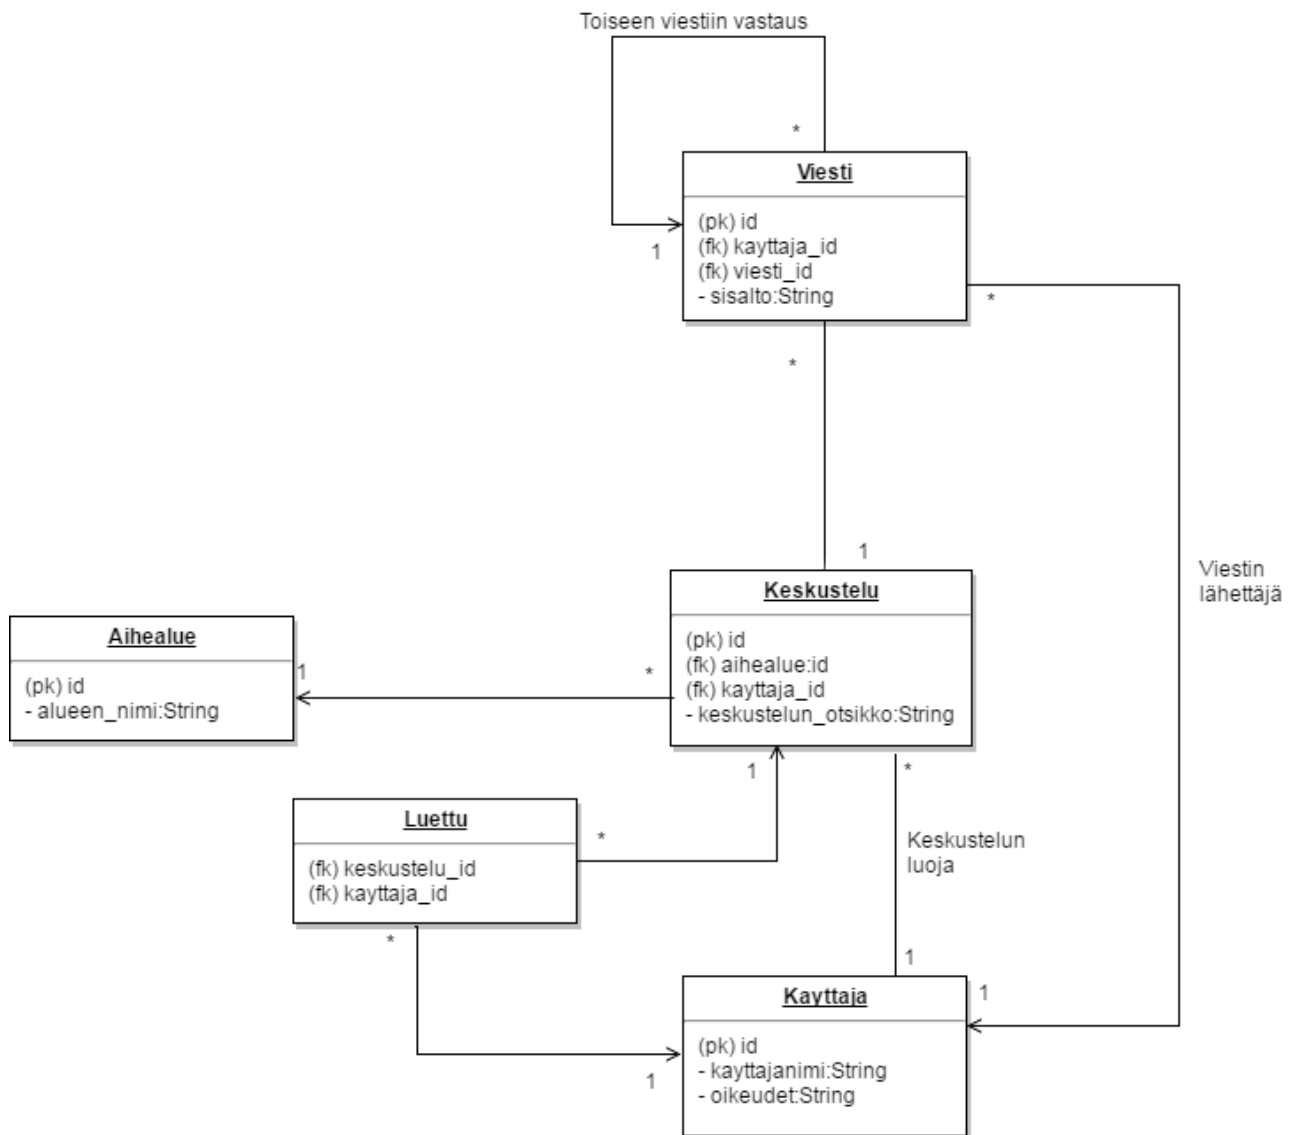 Toiseen viestiin vastaus
*
Viesti
(pk) id
(fk) kayttaja_id
(fk) viesti_id
- sisalto:String
1
*
*
1
Viestin
lähettäjä
Keskustelu
(pk) id
(fk) aihealue:id
(fk) kayttaja_id
- keskustelun_otsikko:String
Aihealue
(pk) id
- alueen_nimi:String
1
*
1
*
Luettu
(fk) keskustelu_id
(fk) kayttaja_id
*
Keskustelun
luoja
*
1
1
Kayttaja
(pk) id
- kayttajanimi:String
- oikeudet:String
1